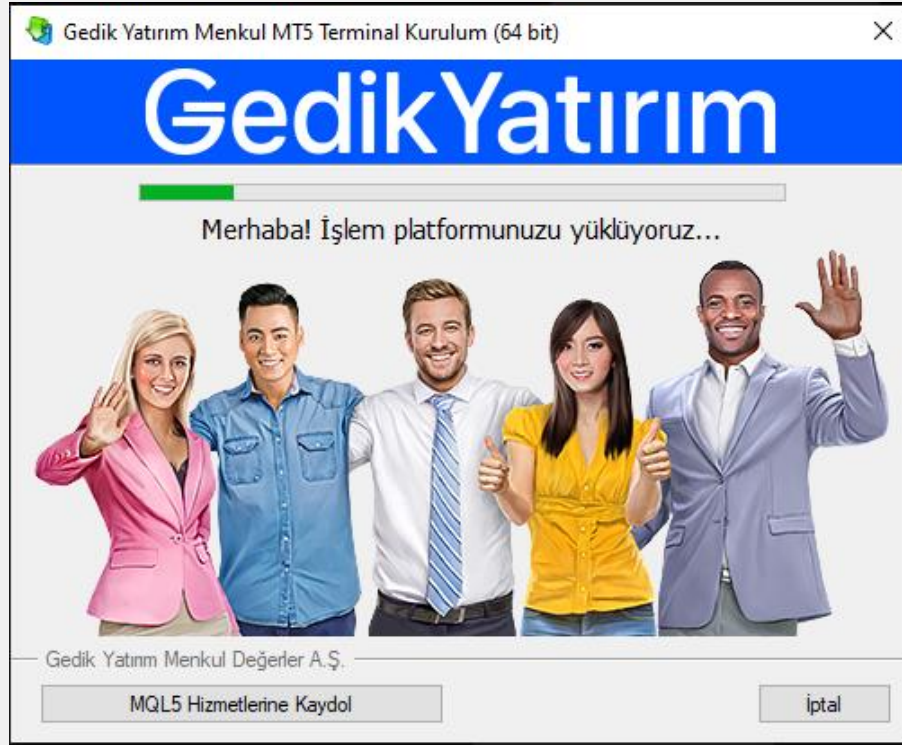 Gedik Yatırım Menkul MT5 Terminal Kurulum (64 bit)
GedikYatırım
Merhaba! İşlem platformunuzu yüklüyoruz...
Gedik Yatırım Menkul Değerler A.Ş.
MQL5 Hizmetlerine Kaydol
İptal